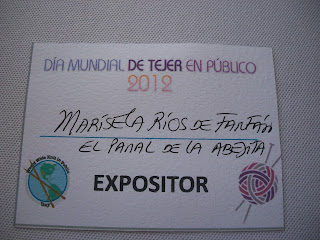 DÍA MUNDIAL DE TEJER EN PÚBLICO
2012
MARISELA RÍOS DE FANFÁN
EL PANAL DE LA ABEJITA
EXPOSITOR